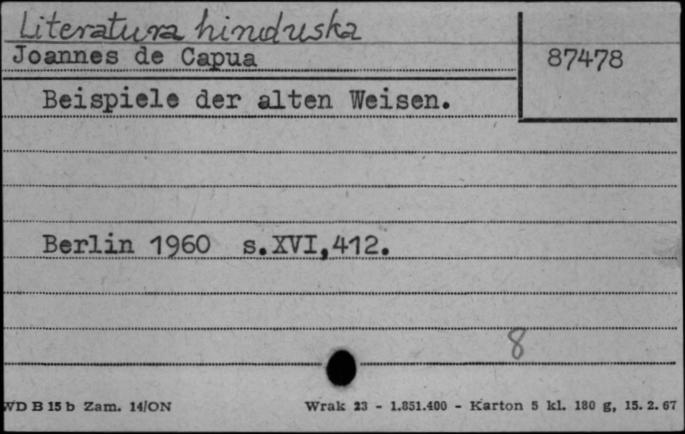 Literatura hinduska
Joannes de Capua
87478
Beispiele der alten Weisen.
Berlin 1960 s.XVI,412.
8
WD B 15 b Zam. 14/ON
Wrak 23 - 1.851.400 - Karton 5 kl. 180 g, 15. 2. 67